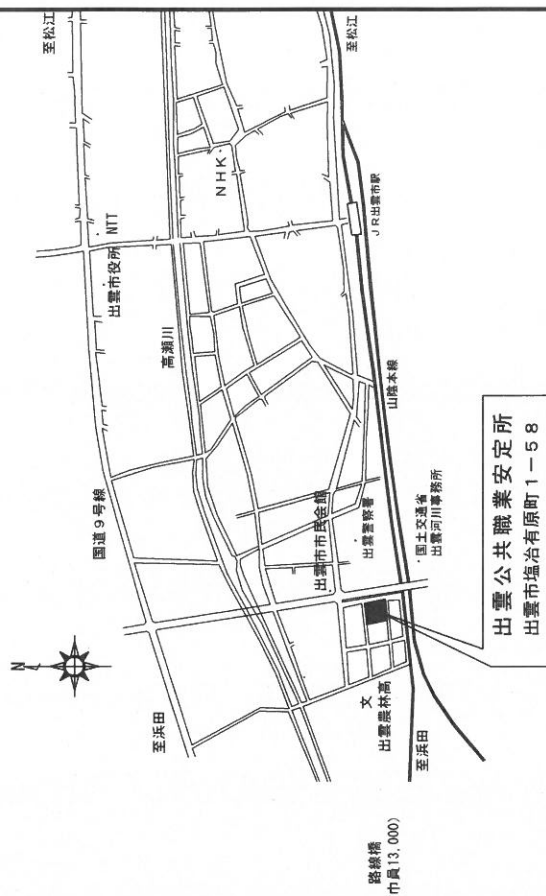 N
至松江
国道9号線
出雲市役所
NTT
至浜田
高瀬川
NHK
至松江
出雲市市民会館
出雲警察署
国土交通省
出雲河川事務所
JR出雲市駅
山陰本線
文
出雲農林高
至浜田
出雲公共職業安定所
出雲市塩冶有原町1-58
路線橋
巾員13,000)